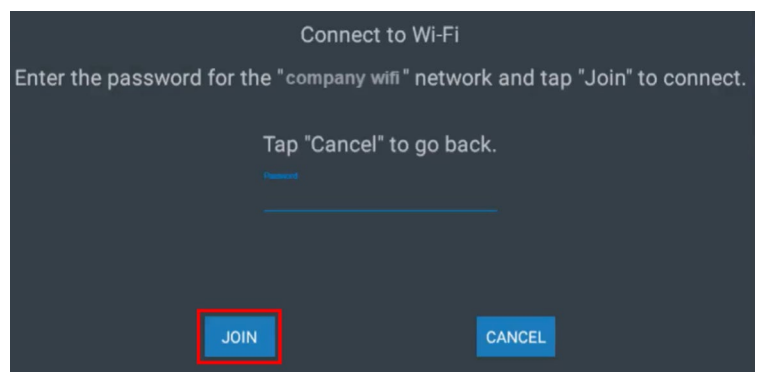 Connect to Wi-Fi
Enter the password for the "company wifi" network and tap "Join" to connect.
Tap "Cancel" to go back.
Password
JOIN
CANCEL